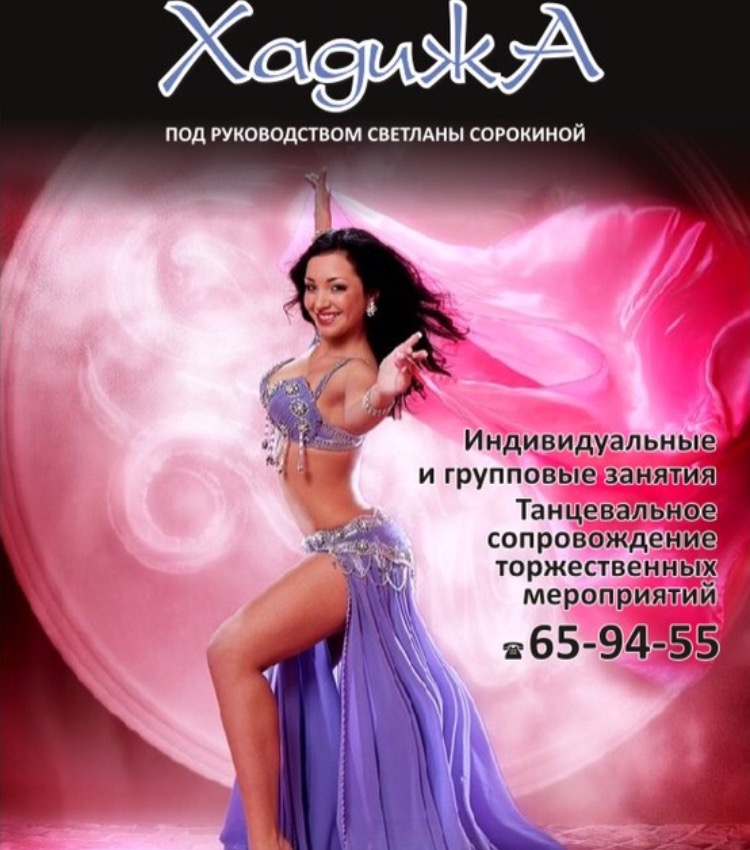 ХадижА
ПОД РУКОВОДСТВОМ СВЕТЛАНЫ СОРОКИНОЙ
Индивидуальные
и групповые занятия
Танцевальное
сопровождение
торжественных
мероприятий
☎65-94-55